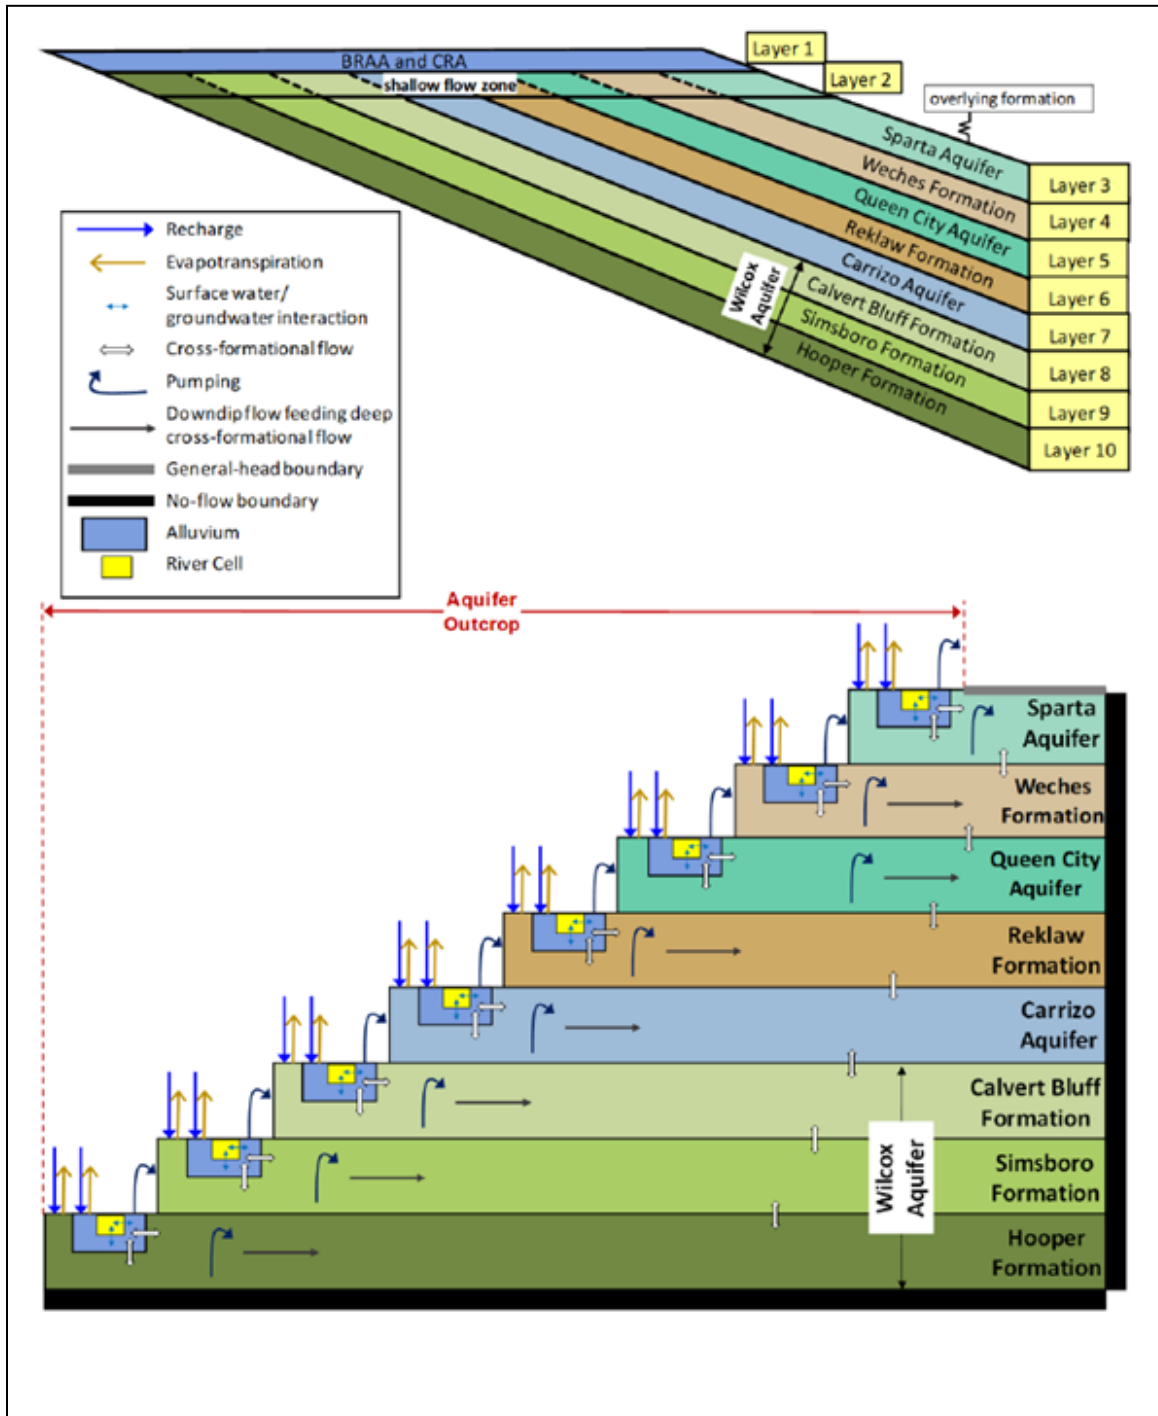 Layer 1
BRAA and CRA
Layer 2
shallow flow zone
overlying formation
Sparta Aquifer
Layer 3
Weches Formation
Layer 4
Queen City Aquifer
Layer 5
Reklaw Formation
Layer 6
Carrizo Aquifer
Layer 7
Wilcox
Aquifer
Calvert Bluff Formation
Layer 8
Simsboro Formation
Layer 9
Hooper Formation
Layer 10
Recharge
Evapotranspiration
Surface water/
groundwater interaction
Cross-formational flow
Pumping
Downdip flow feeding deep
cross-formational flow
General-head boundary
No-flow boundary
Alluvium
River Cell
Aquifer
Outcrop
Sparta
Aquifer
Weches
Formation
Queen City
Aquifer
Reklaw
Formation
Carrizo
Aquifer
Calvert Bluff
Formation
Wilcox
Aquifer
Simsboro
Formation
Hooper
Formation